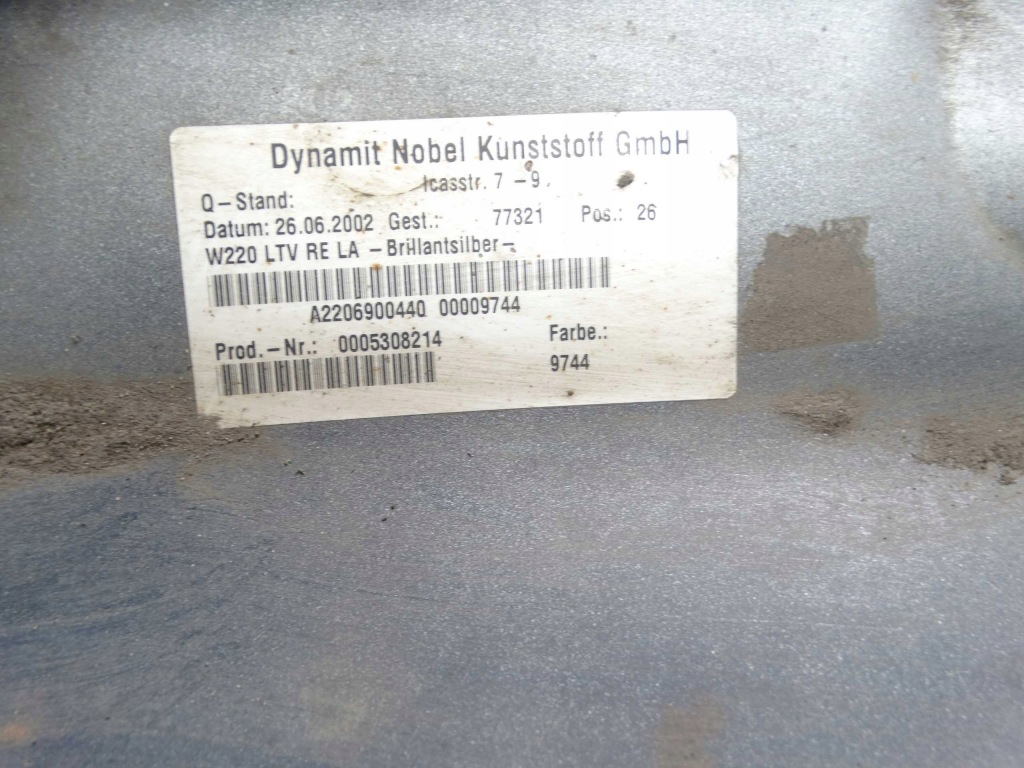 Dynamit Nobel Kunststoff GmbH
Icasstr. 7-9.
Q-Stand:
Datum: 26.06.2002 Gest.: 77321 Pos.: 26
W220 LTV RE LA -Brillantsilber-
A2206900440 00009744
Prod.-Nr.: 0005308214 Farbe.:
9744